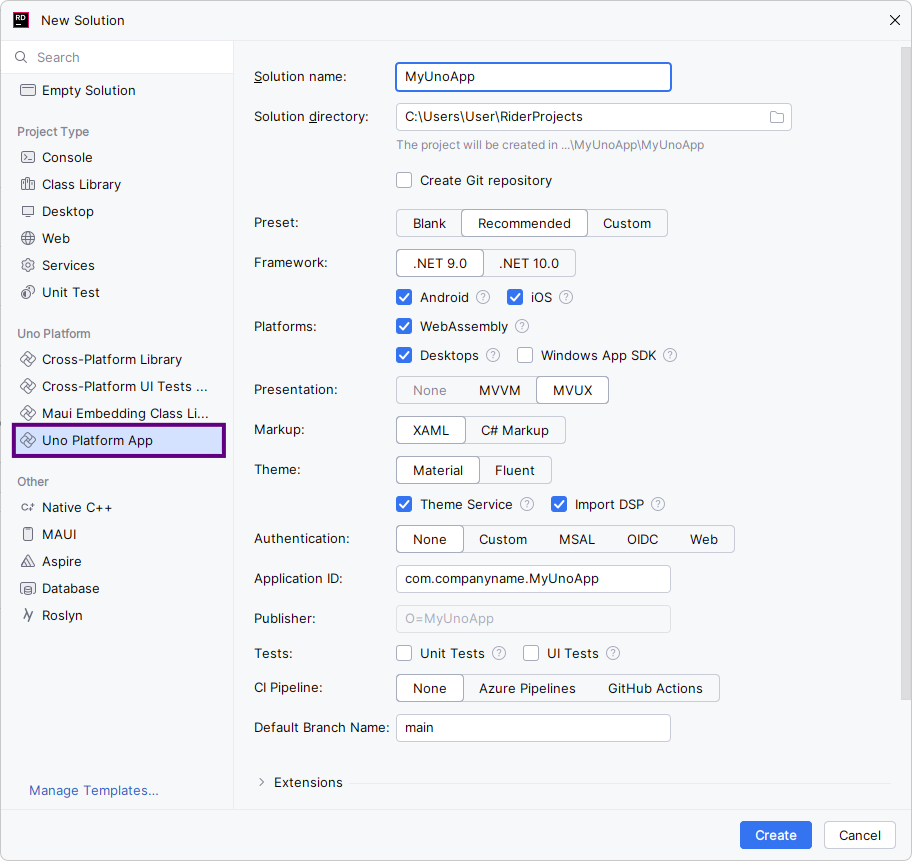 RD
New Solution
Search
Empty Solution
Project Type
Console
Class Library
Desktop
Web
Services
Unit Test
Uno Platform
Cross-Platform Library
Cross-Platform UI Tests ...
Maui Embedding Class Li...
Uno Platform App
Other
C++ Native C++
MAUI
Aspire
Database
Roslyn
Manage Templates...
Solution name: MyUnoApp
Solution directory: C:\Users\User\RiderProjects
The project will be created in ...\MyUnoApp\MyUnoApp
Create Git repository
Preset: Blank Recommended Custom
Framework: .NET 9.0 .NET 10.0
Android ? iOS ?
Platforms: WebAssembly ?
Desktops ? Windows App SDK ?
Presentation: None MVVM MVUX
Markup: XAML C# Markup
Theme: Material Fluent
Theme Service ? Import DSP ?
Authentication: None Custom MSAL OIDC Web
Application ID: com.companyname.MyUnoApp
Publisher: O=MyUnoApp
Tests: Unit Tests ? UI Tests ?
CI Pipeline: None Azure Pipelines GitHub Actions
Default Branch Name: main
Extensions
Create Cancel